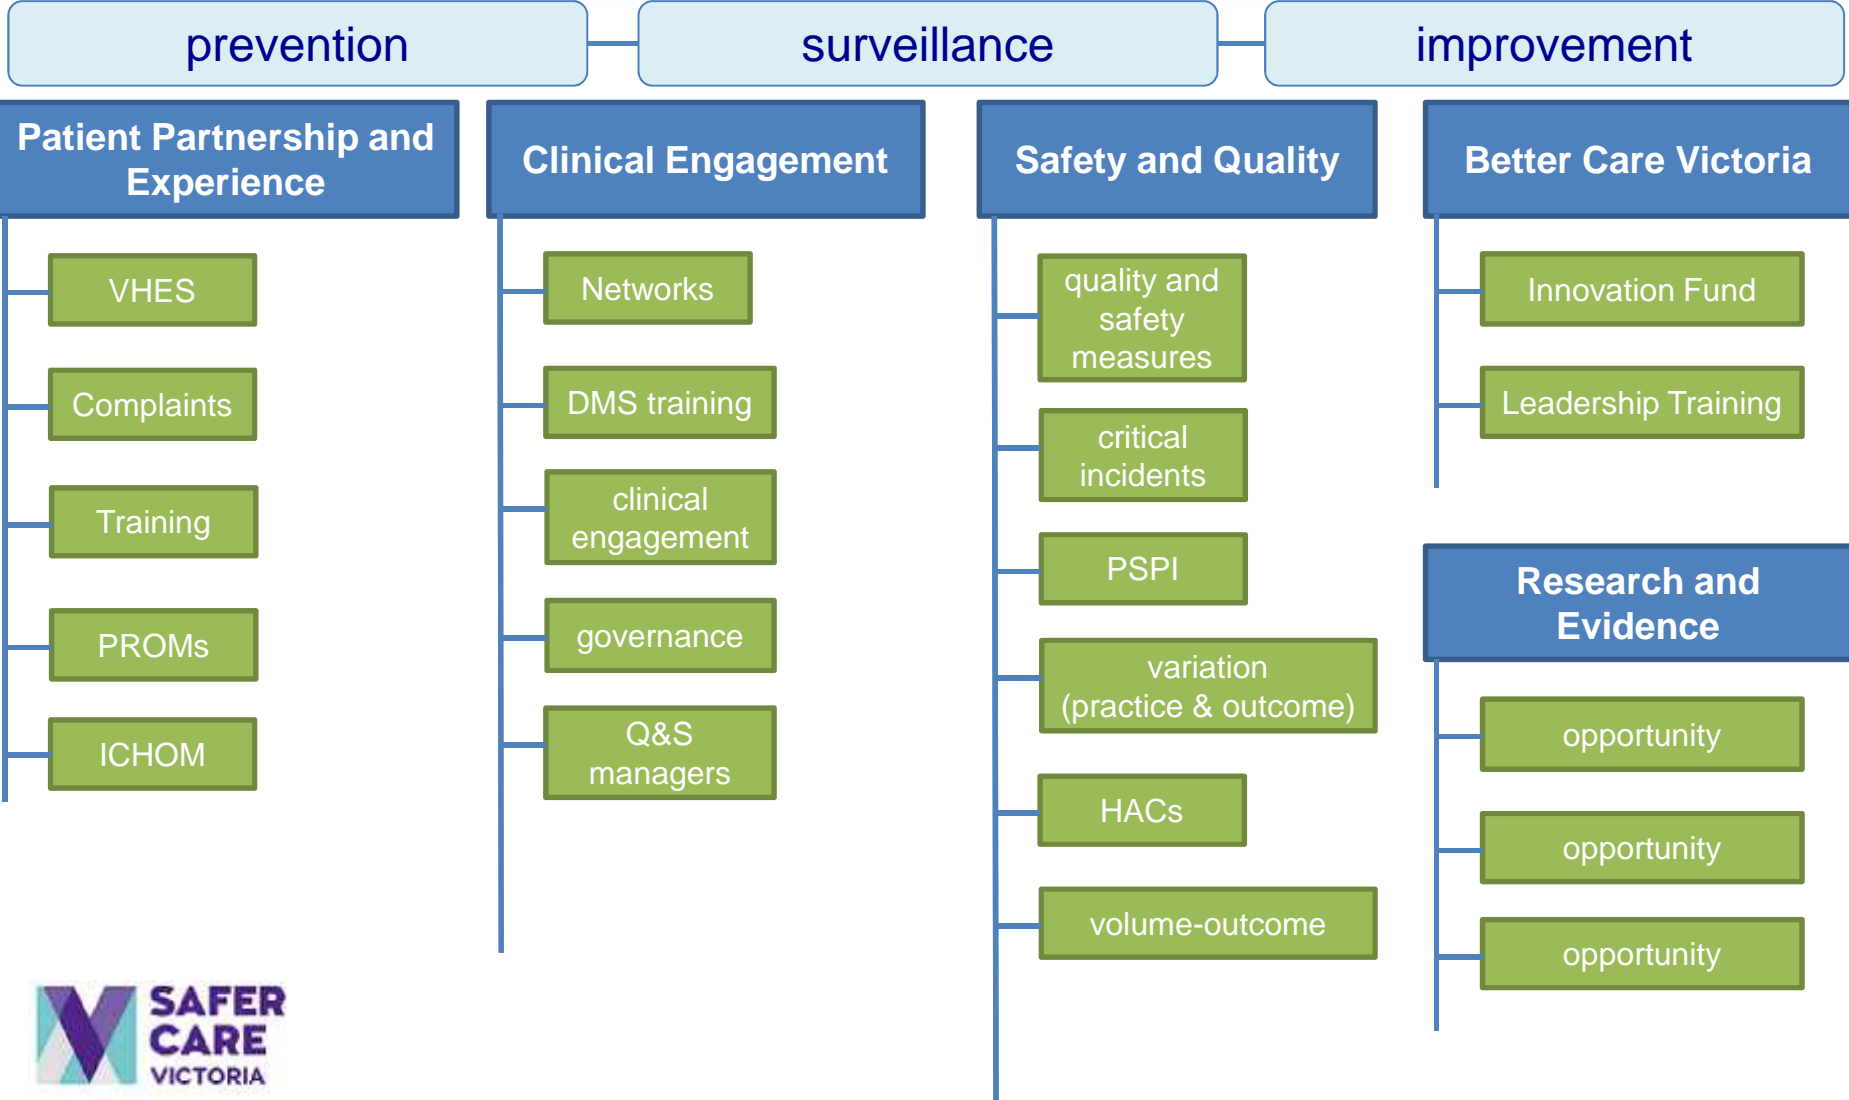 prevention
surveillance
improvement
Patient Partnership and
Experience
VHES
Complaints
Training
PROMs
ICHOM
Clinical Engagement
Networks
DMS training
clinical
engagement
governance
Q&S
managers
Safety and Quality
quality and
safety
measures
critical
incidents
PSPI
variation
(practice & outcome)
HACs
volume-outcome
Better Care Victoria
Innovation Fund
Leadership Training
Research and
Evidence
opportunity
opportunity
opportunity
SAFER
CARE
VICTORIA